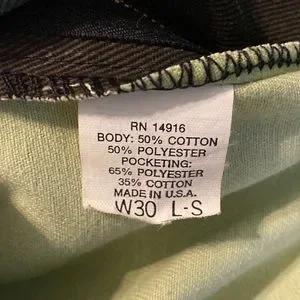 RN 14916
BODY: 50% COTTON
50% POLYESTER
POCKETING:
65% POLYESTER
35% COTTON
MADE IN U.S.A.
W30 L-S